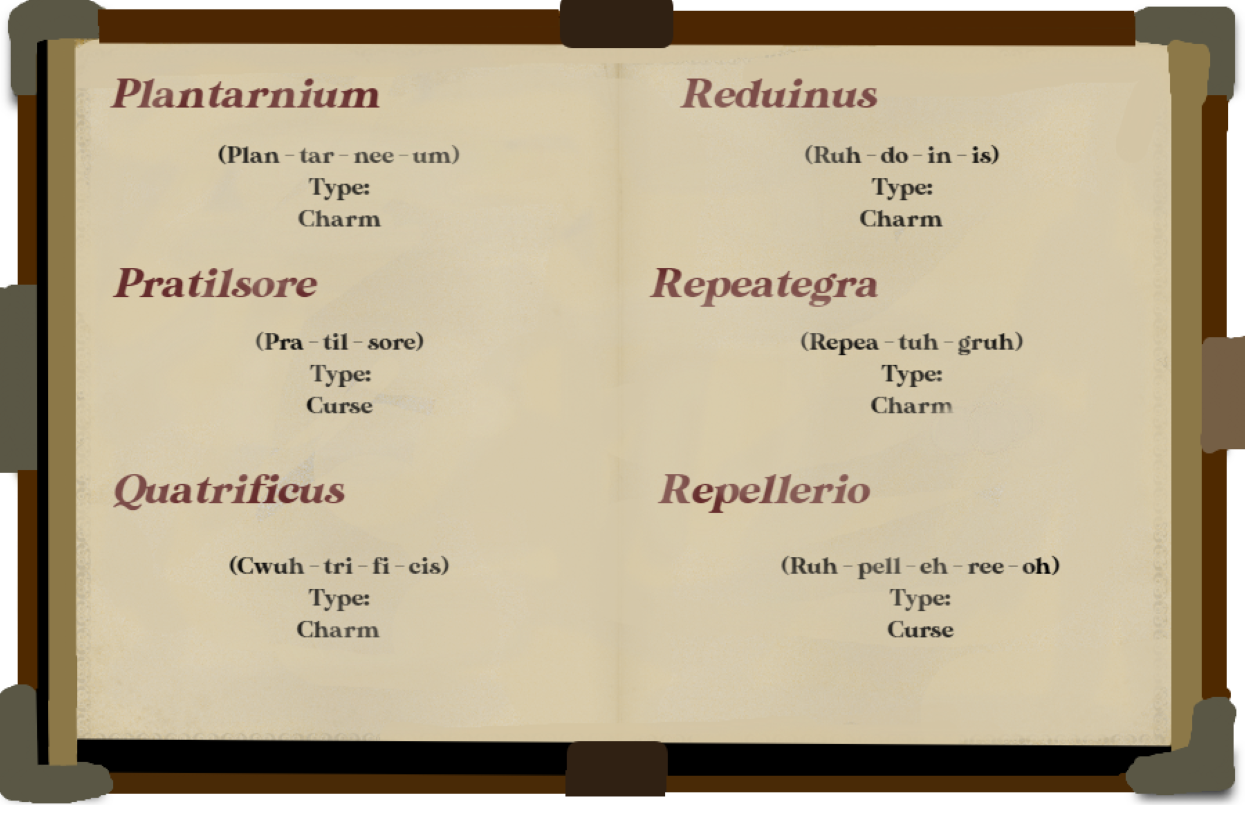 Plantarnium
(Plan - tar - nee - um)
Type:
Charm
Pratilsore
(Pra - til - sore)
Type:
Curse
Quatrificus
(Cwuh - tri - fi - cis)
Type:
Charm
Reduinus
(Ruh - do - in - is)
Type:
Charm
Repeategra
(Repea - tuh - gruh)
Type:
Charm
Repellerio
(Ruh - pell - eh - ree - oh)
Type:
Curse